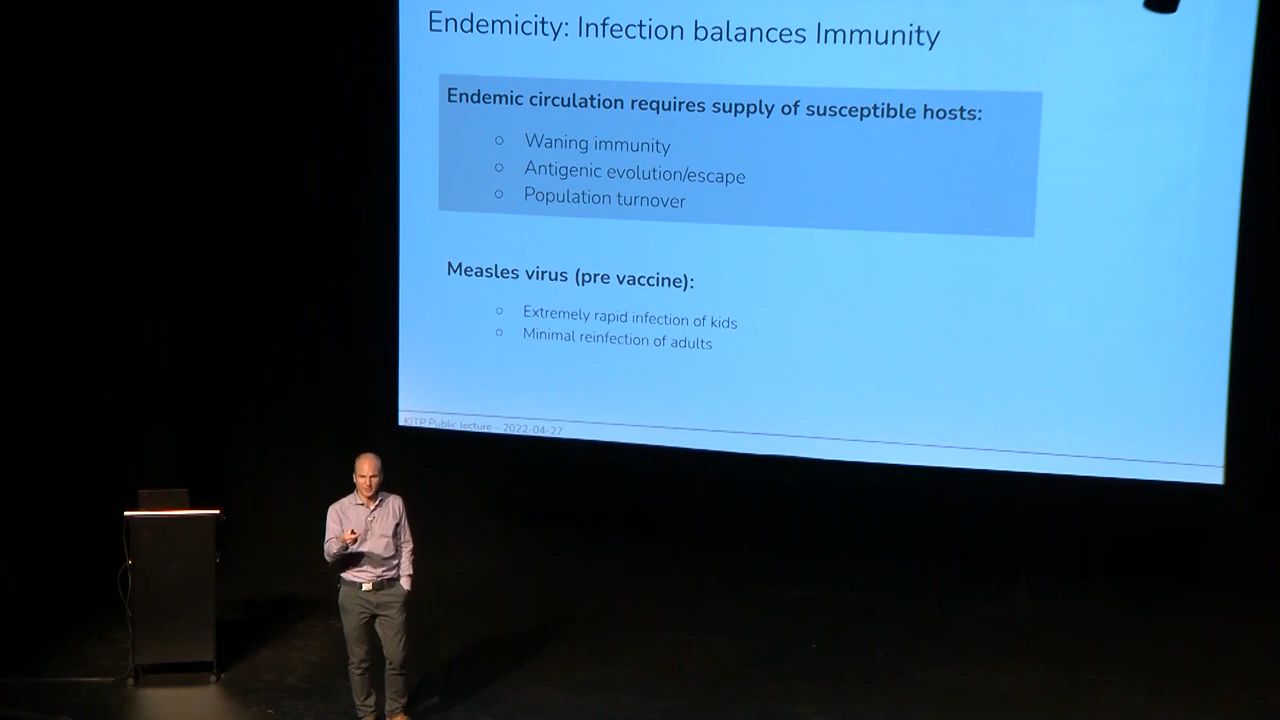 Endemicity: Infection balances Immunity
Endemic circulation requires supply of susceptible hosts:
○ Waning immunity
○ Antigenic evolution/escape
○ Population turnover
Measles virus (pre vaccine):
○ Extremely rapid infection of kids
○ Minimal reinfection of adults
KITP Public lecture - 2022-04-27